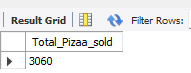 Result Grid Filter Rows:
Total_Pizaa_sold
3060